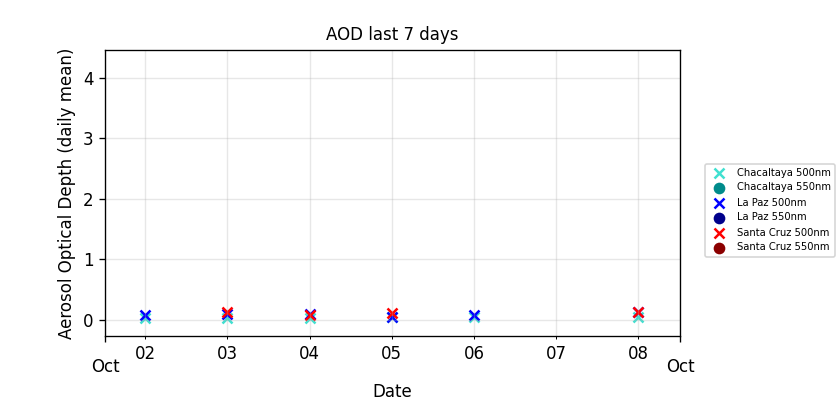 AOD last 7 days
Aerosol Optical Depth (daily mean)
4
3
2
1
0
02 03 04 05 06 07 08
Oct Oct
Date
Chacaltaya 500nm
Chacaltaya 550nm
La Paz 500nm
La Paz 550nm
Santa Cruz 500nm
Santa Cruz 550nm